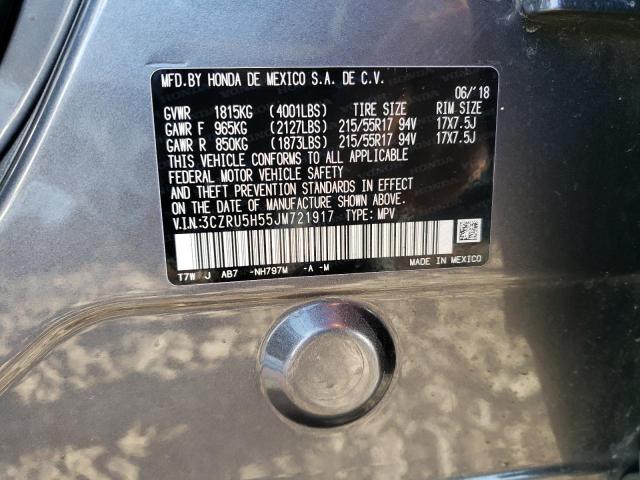 MFD.BY HONDA DE MEXICO S.A. DE C.V.
06/'18
GVWR 1815KG (4001LBS) TIRE SIZE RIM SIZE
GAWR F 965KG (2127LBS) 215/55R17 94V 17X7.5J
GAWR R 850KG (1873LBS) 215/55R17 94V 17X7.5J
THIS VEHICLE CONFORMS TO ALL APPLICABLE
FEDERAL MOTOR VEHICLE SAFETY
AND THEFT PREVENTION STANDARDS IN EFFECT
ON THE DATE OF MANUFACTURE SHOWN ABOVE.
V.I.N.:3CZRU5H55JM721917 TYPE: MPV
T7W J AB7 -NH797M -A -M
MADE IN MEXICO